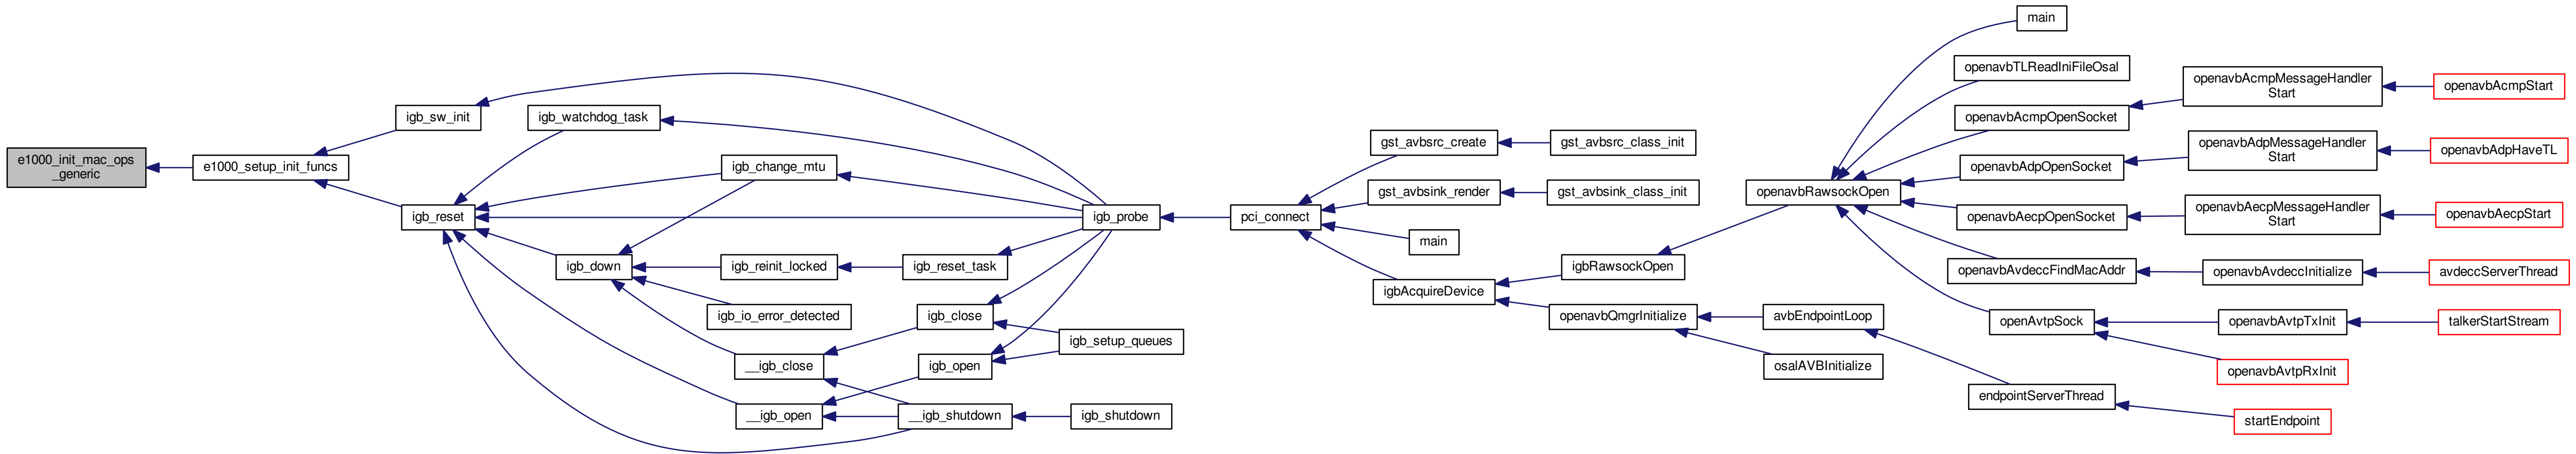 e1000_init_mac_ops
_generic
e1000_setup_init_funcs
igb_sw_init
igb_reset
igb_watchdog_task
igb_change_mtu
igb_down
igb_reinit_locked
igb_reset_task
igb_io_error_detected
__igb_close
__igb_open
igb_close
igb_open
__igb_shutdown
igb_setup_queues
igb_shutdown
igb_probe
pci_connect
gst_avbsrc_create
gst_avbsrc_class_init
gst_avbsink_render
gst_avbsink_class_init
main
igbAcquireDevice
igbRawsockOpen
openavbQmgrInitialize
avbEndpointLoop
osalAVBInitialize
openavbRawsockOpen
main
openavbTLReadIniFileOsal
openavbAcmpOpenSocket
openavbAcmpMessageHandler
Start
openavbAcmpStart
openavbAdpOpenSocket
openavbAdpMessageHandler
Start
openavbAdpHaveTL
openavbAecpOpenSocket
openavbAecpMessageHandler
Start
openavbAecpStart
openavbAvdeccFindMacAddr
openavbAvdeccInitialize
avdeccServerThread
openAvtpSock
openavbAvtpTxInit
talkerStartStream
openavbAvtpRxInit
endpointServerThread
startEndpoint